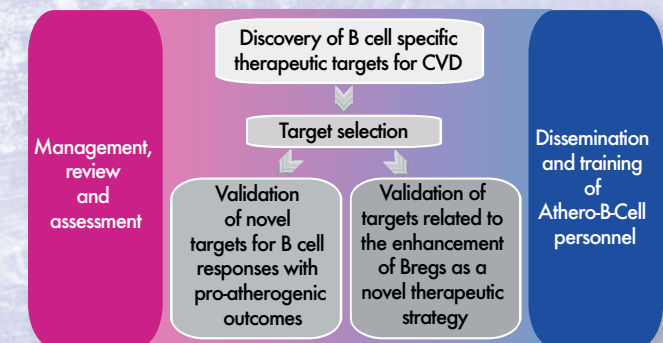 Discovery of B cell specific
therapeutic targets for CVD
Target selection
Management,
review
and
assessment
Validation
of novel
targets for B cell
responses with
pro-atherogenic
outcomes
Validation of
targets related to
the enhancement
of Bregs as a
novel therapeutic
strategy
Dissemination
and training
of
Athero-B-Cell
personnel